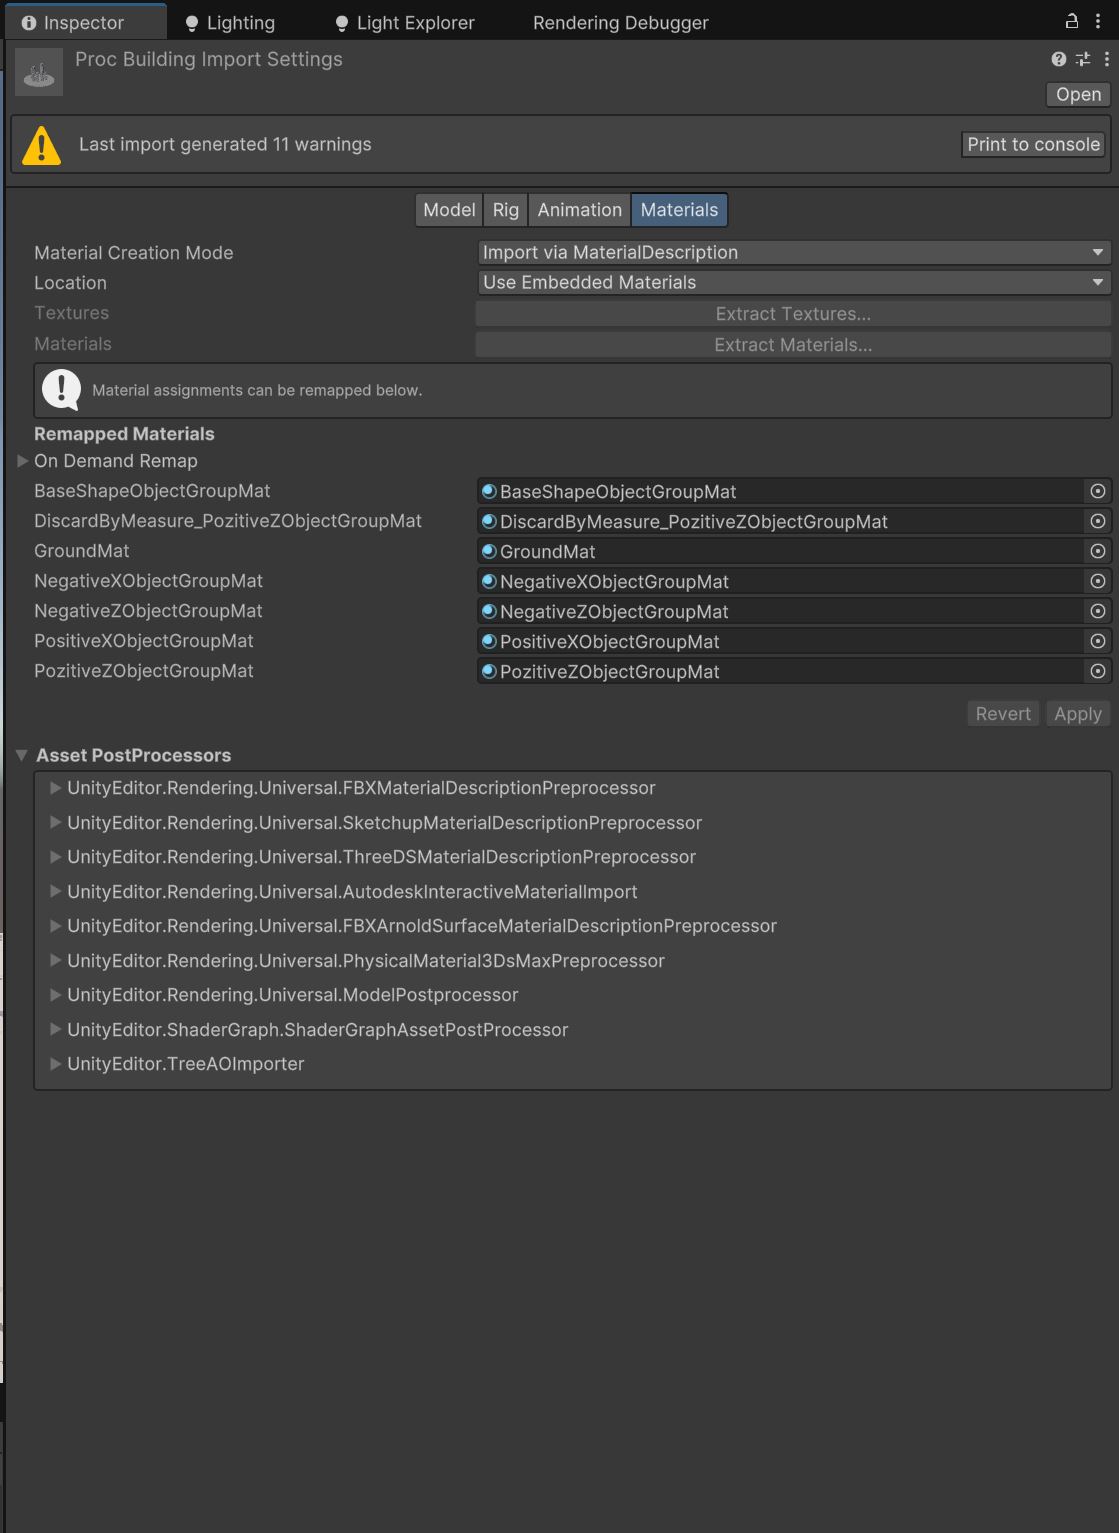 Inspector Lighting Light Explorer Rendering Debugger
Proc Building Import Settings
Open
Last import generated 11 warnings Print to console
Model Rig Animation Materials
Material Creation Mode Import via MaterialDescription
Location Use Embedded Materials
Textures Extract Textures...
Materials Extract Materials...
Material assignments can be remapped below.
Remapped Materials
On Demand Remap
BaseShapeObjectGroupMat BaseShapeObjectGroupMat
DiscardByMeasure_PozitiveZObjectGroupMat DiscardByMeasure_PozitiveZObjectGroupMat
GroundMat GroundMat
NegativeXObjectGroupMat NegativeXObjectGroupMat
NegativeZObjectGroupMat NegativeZObjectGroupMat
PositiveXObjectGroupMat PositiveXObjectGroupMat
PozitiveZObjectGroupMat PozitiveZObjectGroupMat
Revert Apply
Asset PostProcessors
UnityEditor.Rendering.Universal.FBXMaterialDescriptionPreprocessor
UnityEditor.Rendering.Universal.SketchupMaterialDescriptionPreprocessor
UnityEditor.Rendering.Universal.ThreeDSMaterialDescriptionPreprocessor
UnityEditor.Rendering.Universal.AutodeskInteractiveMaterialImport
UnityEditor.Rendering.Universal.FBXArnoldSurfaceMaterialDescriptionPreprocessor
UnityEditor.Rendering.Universal.PhysicalMaterial3DsMaxPreprocessor
UnityEditor.Rendering.Universal.ModelPostprocessor
UnityEditor.ShaderGraph.ShaderGraphAssetPostProcessor
UnityEditor.TreeAOImporter